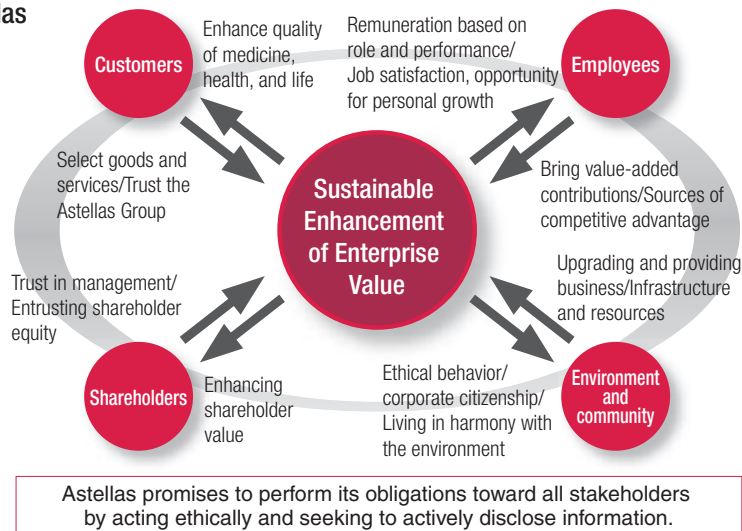 Customers
Enhance quality
of medicine,
health, and life
Remuneration based on
role and performance/
Job satisfaction, opportunity
for personal growth
Employees
Select goods and
services/Trust the
Astellas Group
Sustainable
Enhancement
of Enterprise
Value
Bring value-added
contributions/Sources of
competitive advantage
Trust in management/
Entrusting shareholder
equity
Upgrading and providing
business/Infrastructure
and resources
Shareholders
Enhancing
shareholder
value
Ethical behavior/
corporate citizenship/
Living in harmony with
the environment
Environment
and
community
Astellas promises to perform its obligations toward all stakeholders
by acting ethically and seeking to actively disclose information.